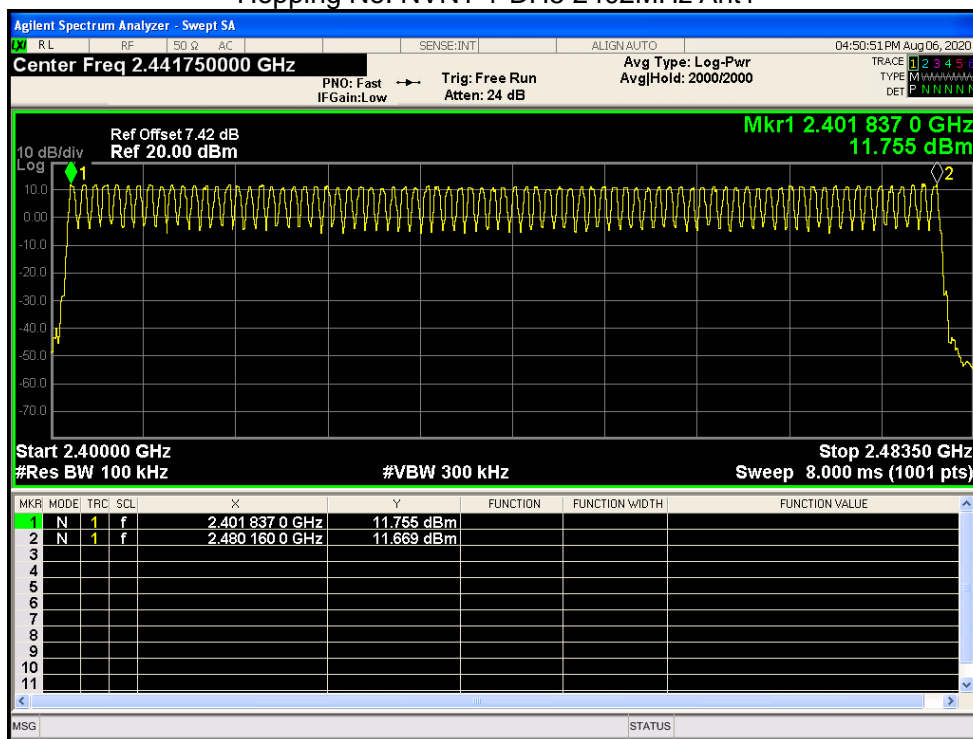 Agilent Spectrum Analyzer - Swept SA
LXI RL RF 50 Ω AC SENSE:INT ALIGN AUTO 04:50:51 PM Aug 06, 2020
Center Freq 2.441750000 GHz
PNO: Fast Trig: Free Run Avg Type: Log-Pwr TRACE 1 2 3 4 5 6
IFGain:Low Atten: 24 dB Avg|Hold: 2000/2000 TYPE M
DET P N N N N N
Mkr1 2.401 837 0 GHz
11.755 dBm
Ref Offset 7.42 dB
10 dB/div Ref 20.00 dBm
Log
1
2
10.0
0.00
-10.0
-20.0
-30.0
-40.0
-50.0
-60.0
-70.0
Start 2.40000 GHz Stop 2.48350 GHz
#Res BW 100 kHz #VBW 300 kHz Sweep 8.000 ms (1001 pts)
MKR MODE TRC SCL X Y FUNCTION FUNCTION WIDTH FUNCTION VALUE
1 N 1 f 2.401 837 0 GHz 11.755 dBm
2 N 1 f 2.480 160 0 GHz 11.669 dBm
3
4
5
6
7
8
9
10
11
MSG STATUS